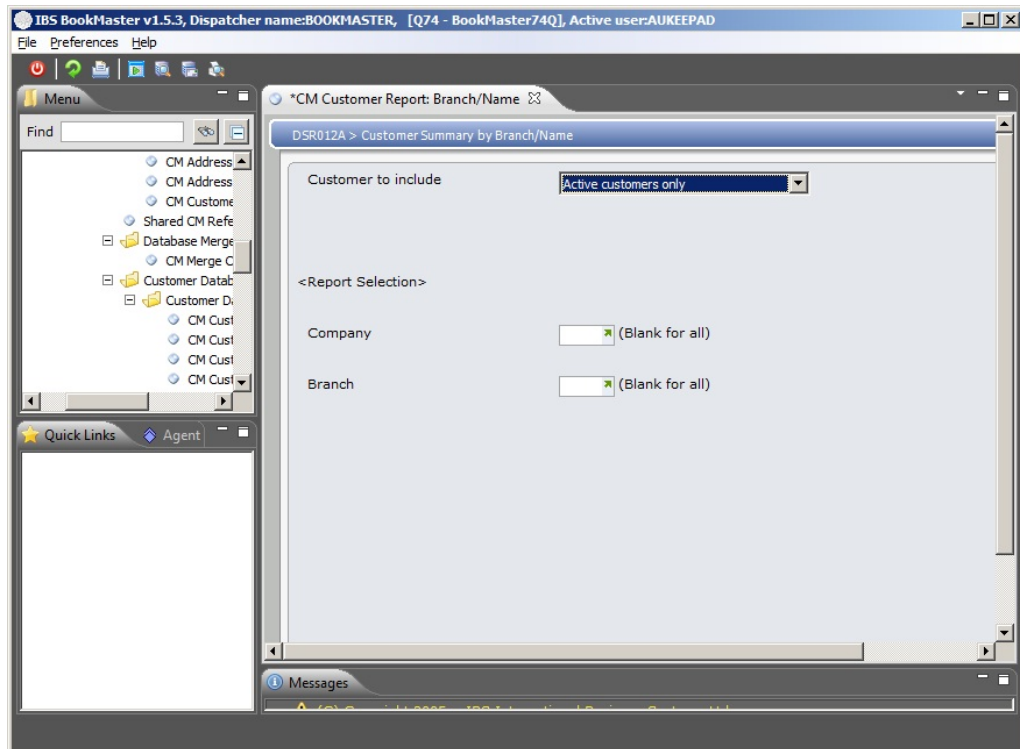 IBS BookMaster v1.5.3, Dispatcher name:BOOKMASTER, [Q74 - BookMaster74Q], Active user:AUKEEPAD
File Preferences Help
Menu
Find
CM Address
CM Address
CM Custome
Shared CM Refe
Database Merge
CM Merge C
Customer Datab
Customer Da
CM Cust
CM Cust
CM Cust
CM Cust
Quick Links
Agent
*CM Customer Report: Branch/Name
DSR012A > Customer Summary by Branch/Name
Customer to include
Active customers only
<Report Selection>
Company
(Blank for all)
Branch
(Blank for all)
Messages